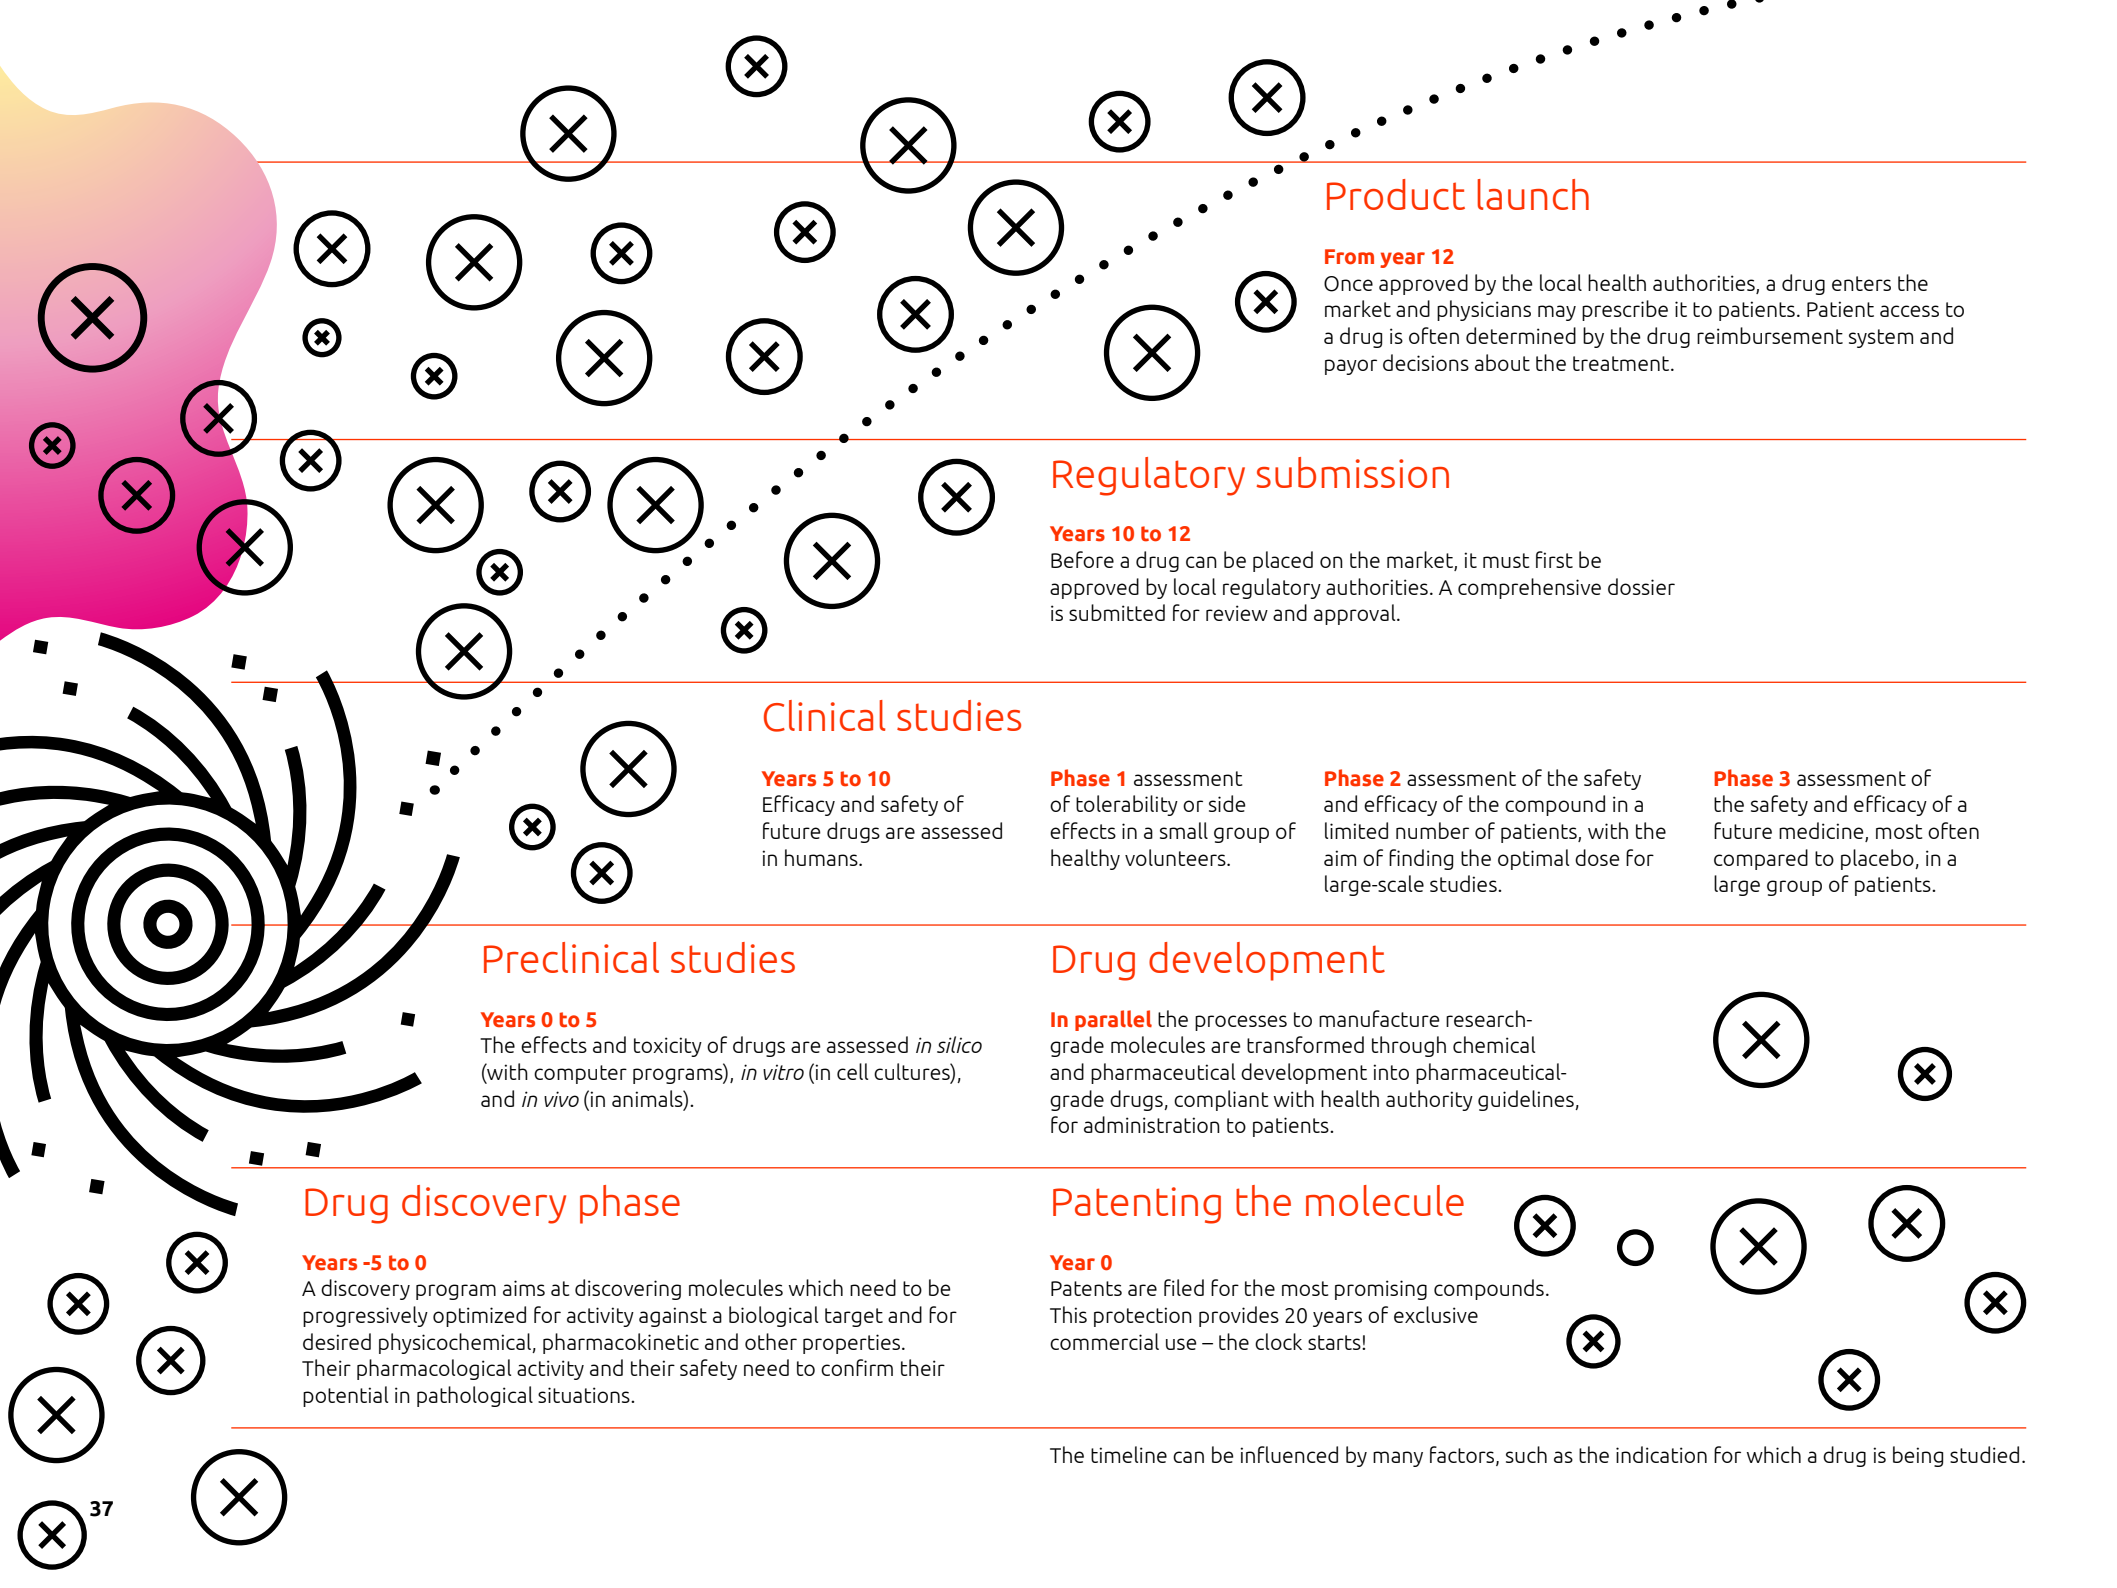 Product launch
From year 12
Once approved by the local health authorities, a drug enters the
market and physicians may prescribe it to patients. Patient access to
a drug is often determined by the drug reimbursement system and
payor decisions about the treatment.
Regulatory submission
Years 10 to 12
Before a drug can be placed on the market, it must first be
approved by local regulatory authorities. A comprehensive dossier
is submitted for review and approval.
Clinical studies
Years 5 to 10
Efficacy and safety of
future drugs are assessed
in humans.
Phase 1 assessment
of tolerability or side
effects in a small group of
healthy volunteers.
Phase 2 assessment of the safety
and efficacy of the compound in a
limited number of patients, with the
aim of finding the optimal dose for
large-scale studies.
Phase 3 assessment of
the safety and efficacy of a
future medicine, most often
compared to placebo, in a
large group of patients.
Preclinical studies
Years 0 to 5
The effects and toxicity of drugs are assessed in silico
(with computer programs), in vitro (in cell cultures),
and in vivo (in animals).
Drug development
In parallel the processes to manufacture research-
grade molecules are transformed through chemical
and pharmaceutical development into pharmaceutical-
grade drugs, compliant with health authority guidelines,
for administration to patients.
Drug discovery phase
Years -5 to 0
A discovery program aims at discovering molecules which need to be
progressively optimized for activity against a biological target and for
desired physicochemical, pharmacokinetic and other properties.
Their pharmacological activity and their safety need to confirm their
potential in pathological situations.
Patenting the molecule
Year 0
Patents are filed for the most promising compounds.
This protection provides 20 years of exclusive
commercial use – the clock starts!
The timeline can be influenced by many factors, such as the indication for which a drug is being studied.
37